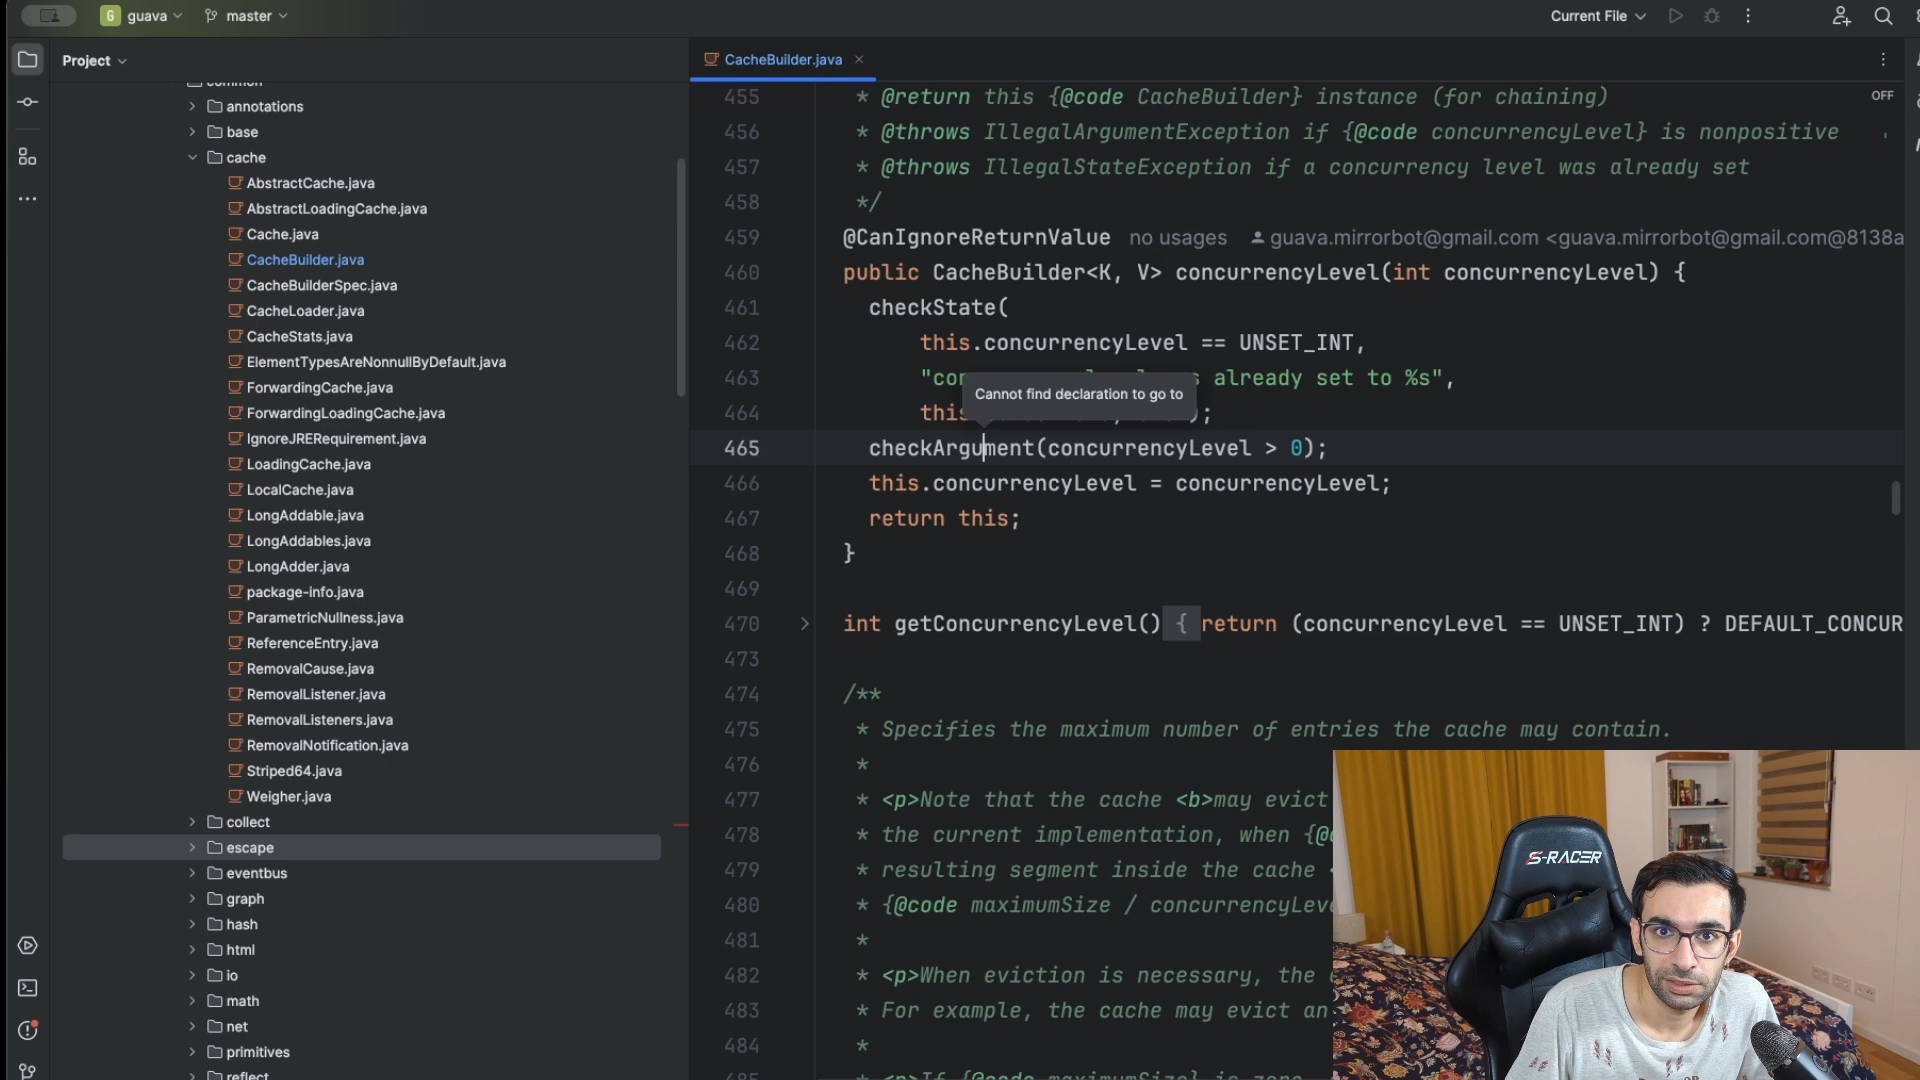 G guava
master
Current File
Project
CacheBuilder.java
annotations
base
cache
AbstractCache.java
AbstractLoadingCache.java
Cache.java
CacheBuilder.java
CacheBuilderSpec.java
CacheLoader.java
CacheStats.java
ElementTypesAreNonnullByDefault.java
ForwardingCache.java
ForwardingLoadingCache.java
IgnoreJRERequirement.java
LoadingCache.java
LocalCache.java
LongAddable.java
LongAddables.java
LongAdder.java
package-info.java
ParametricNullness.java
ReferenceEntry.java
RemovalCause.java
RemovalListener.java
RemovalListeners.java
RemovalNotification.java
Striped64.java
Weigher.java
collect
escape
eventbus
graph
hash
html
io
math
net
primitives
reflect
OFF
455 * @return this {@code CacheBuilder} instance (for chaining)
456 * @throws IllegalArgumentException if {@code concurrencyLevel} is nonpositive
457 * @throws IllegalStateException if a concurrency level was already set
458 */
459 @CanIgnoreReturnValue no usages guava.mirrorbot@gmail.com <guava.mirrorbot@gmail.com@8138a
460 public CacheBuilder<K, V> concurrencyLevel(int concurrencyLevel) {
461 checkState(
462 this.concurrencyLevel == UNSET_INT,
463 "con already set to %s",
Cannot find declaration to go to
464 this );
465 checkArgument(concurrencyLevel > 0);
466 this.concurrencyLevel = concurrencyLevel;
467 return this;
468 }
469
470 int getConcurrencyLevel() { return (concurrencyLevel == UNSET_INT) ? DEFAULT_CONCUR
473
474 /**
475 * Specifies the maximum number of entries the cache may contain.
476 *
477 * <p>Note that the cache <b>may evict
478 * the current implementation, when {@
479 * resulting segment inside the cache
480 * {@code maximumSize / concurrencyLeve
481 *
482 * <p>When eviction is necessary, the
483 * For example, the cache may evict an
484 *
485 * <p>If {@code maximumSize} is zero
S-RACER